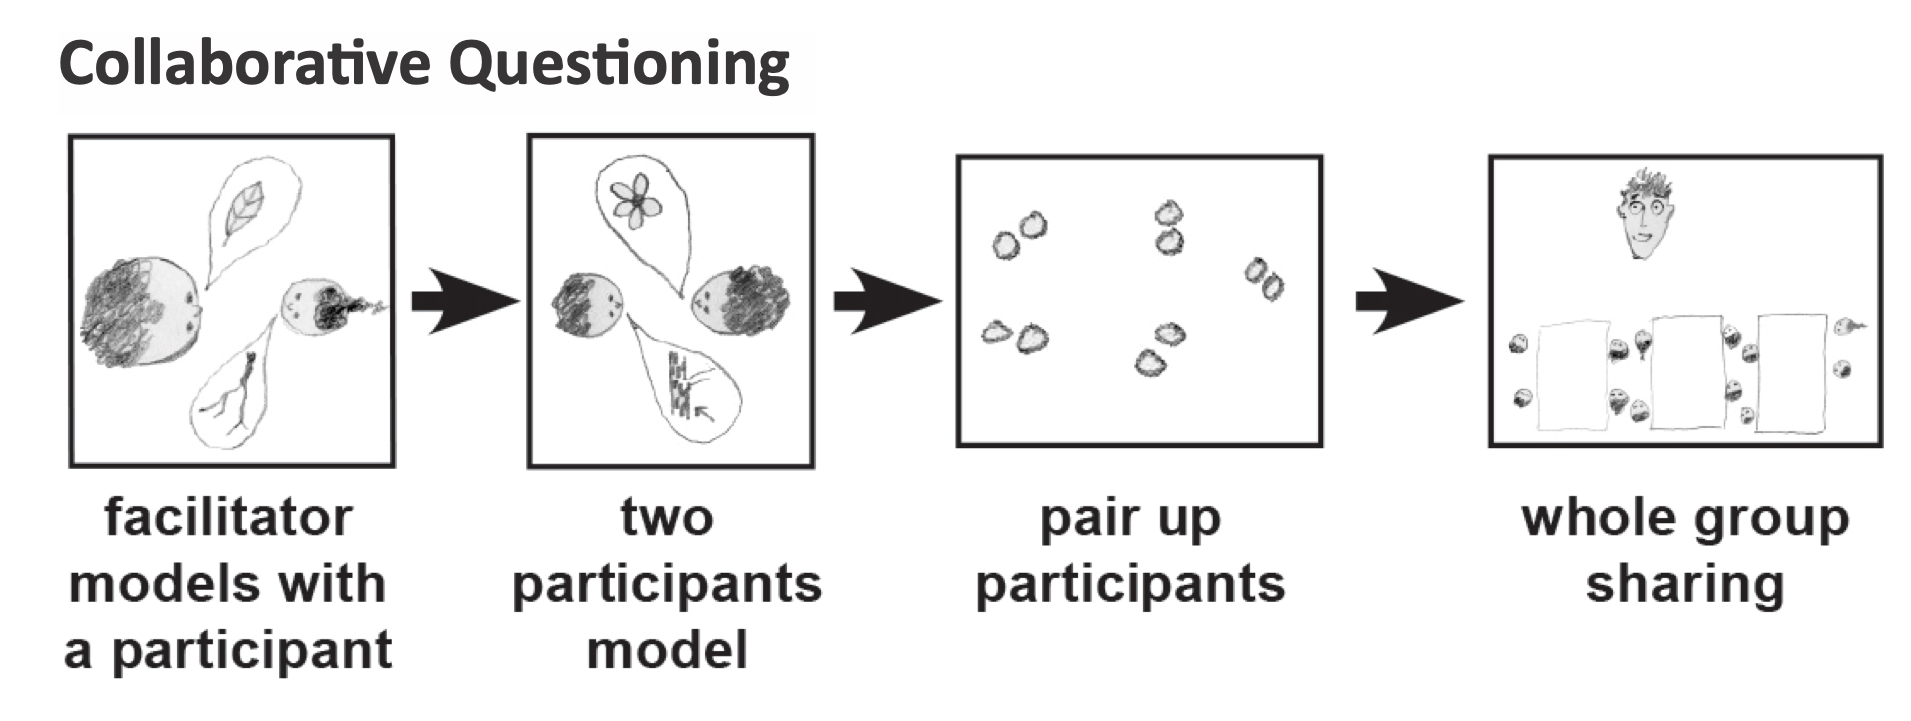 Collaborative Questioning
facilitator
models with
a participant
two
participants
model
pair up
participants
whole group
sharing